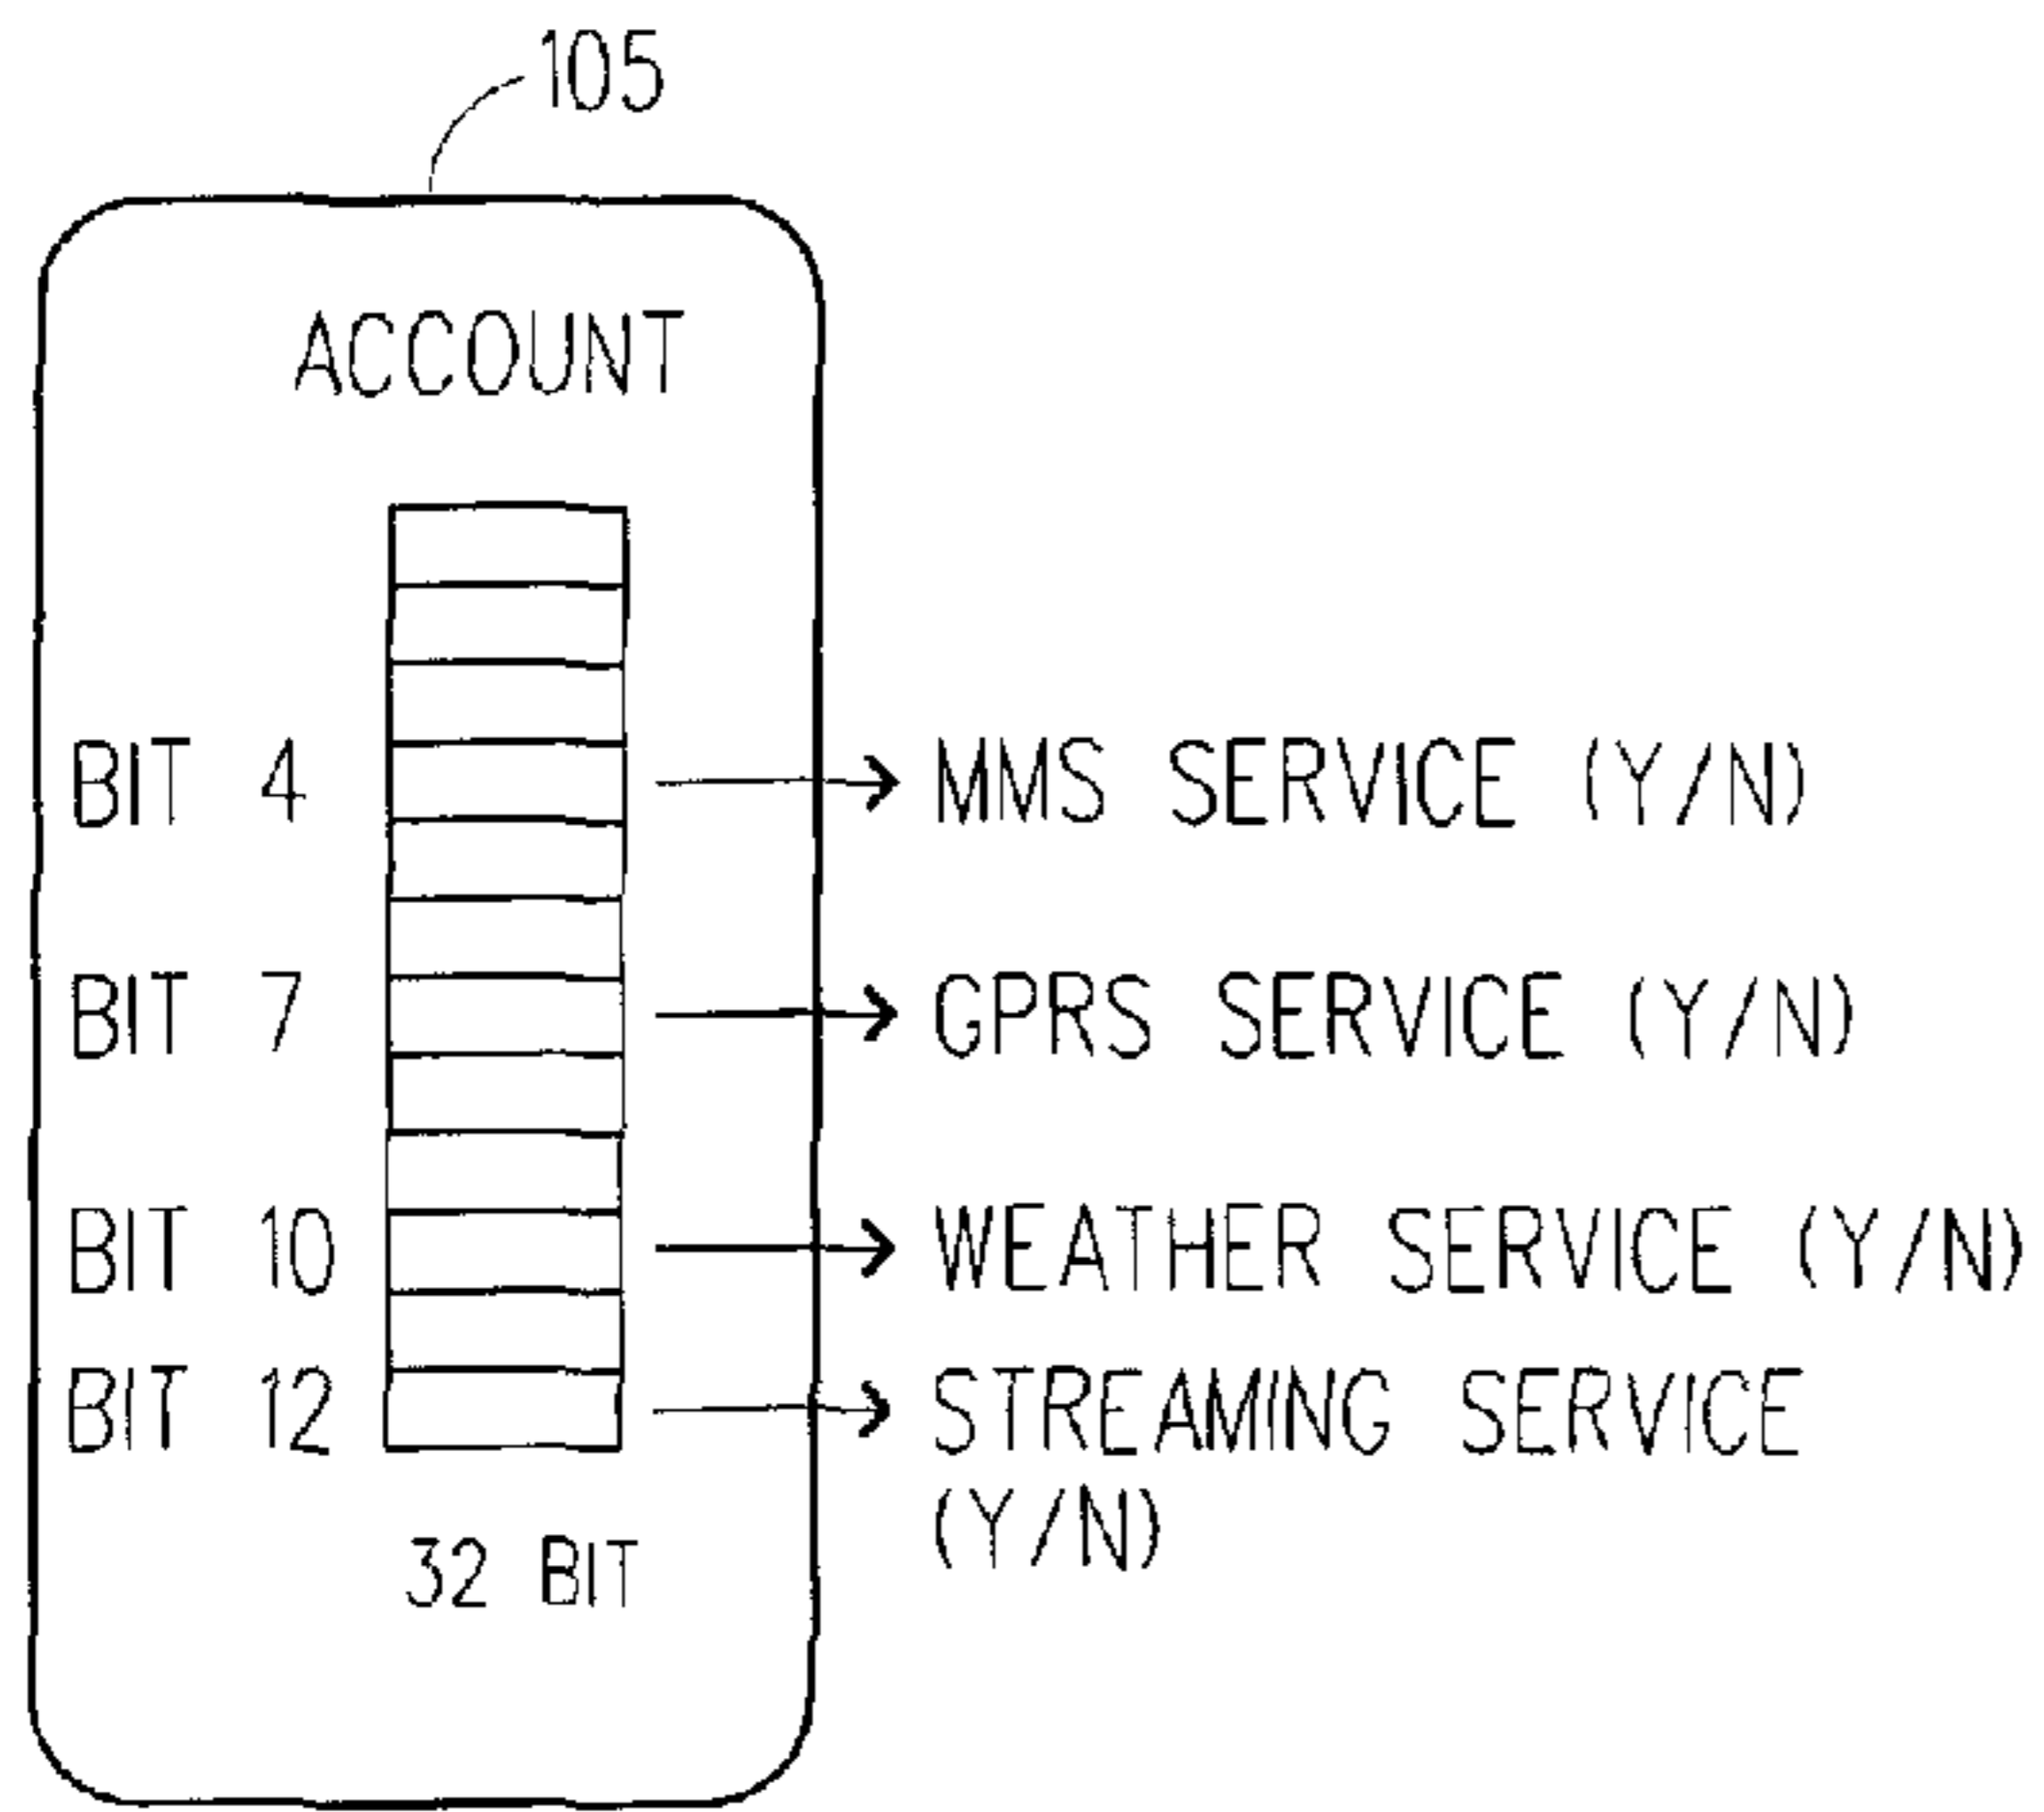 105
ACCOUNT
BIT 4 MMS SERVICE (Y/N)
BIT 7 GPRS SERVICE (Y/N)
BIT 10 WEATHER SERVICE (Y/N)
BIT 12 STREAMING SERVICE
(Y/N)
32 BIT